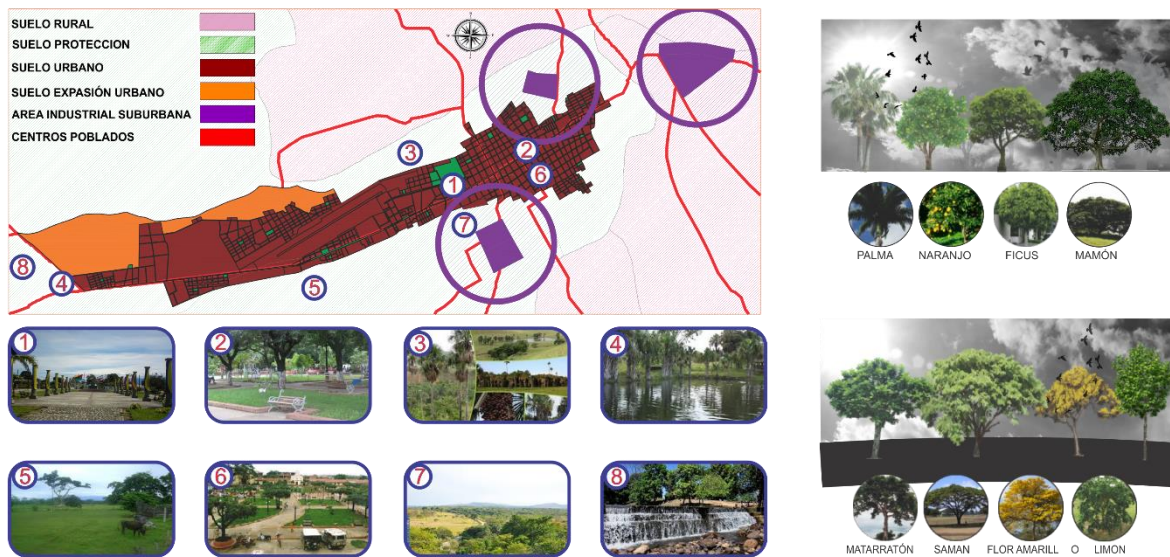 SUELO RURAL
SUELO PROTECCION
SUELO URBANO
SUELO EXPASIÓN URBANO
AREA INDUSTRIAL SUBURBANA
CENTROS POBLADOS
3
2
1
6
7
8
4
5
1
2
3
4
5
6
7
8
PALMA
NARANJO
FICUS
MAMÓN
MATARRATÓN
SAMAN
FLOR AMARILL O
LIMON